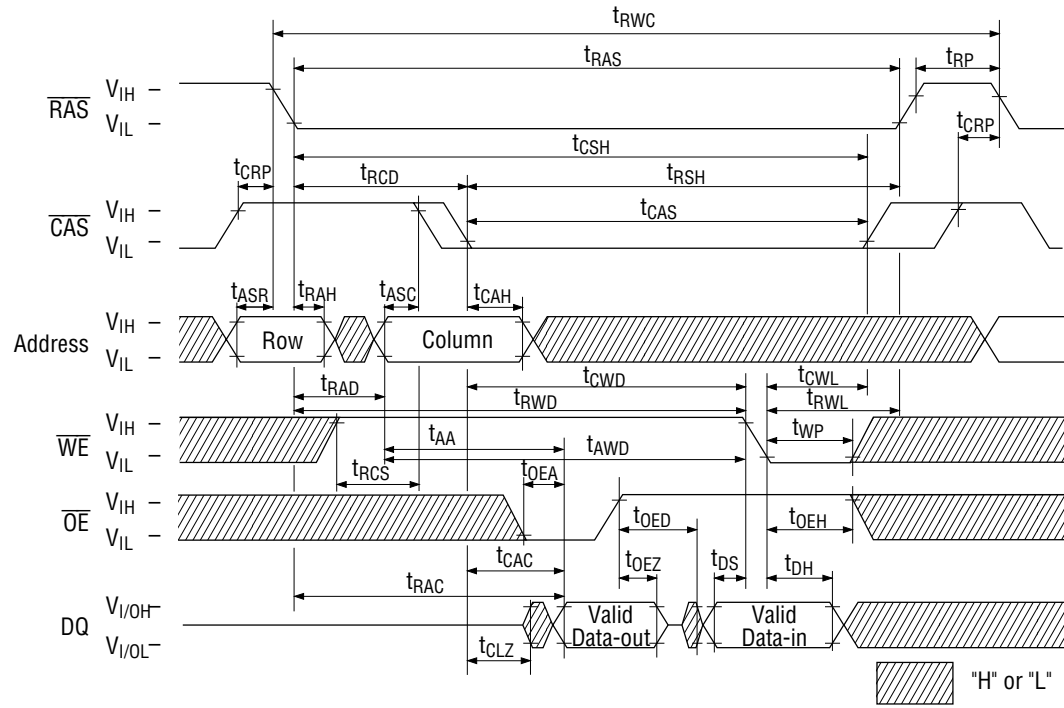 tRWC
tRAS
tRP
RAS
VIH –
VIL –
tCRP
tCSH
tCRP
tRCD
tRSH
CAS
VIH –
VIL –
tCAS
tASR
tRAH
tASC
tCAH
Address
VIH –
VIL –
Row
Column
tRAD
tCWD
tCWL
tRWD
tRWL
WE
VIH –
VIL –
tAA
tAWD
tWP
tRCS
tOEA
OE
VIH –
VIL –
tOED
tOEH
tCAC
tOEZ
tDS
tDH
tRAC
DQ
VI/OH–
VI/OL–
Valid
Data-out
Valid
Data-in
tCLZ
"H" or "L"